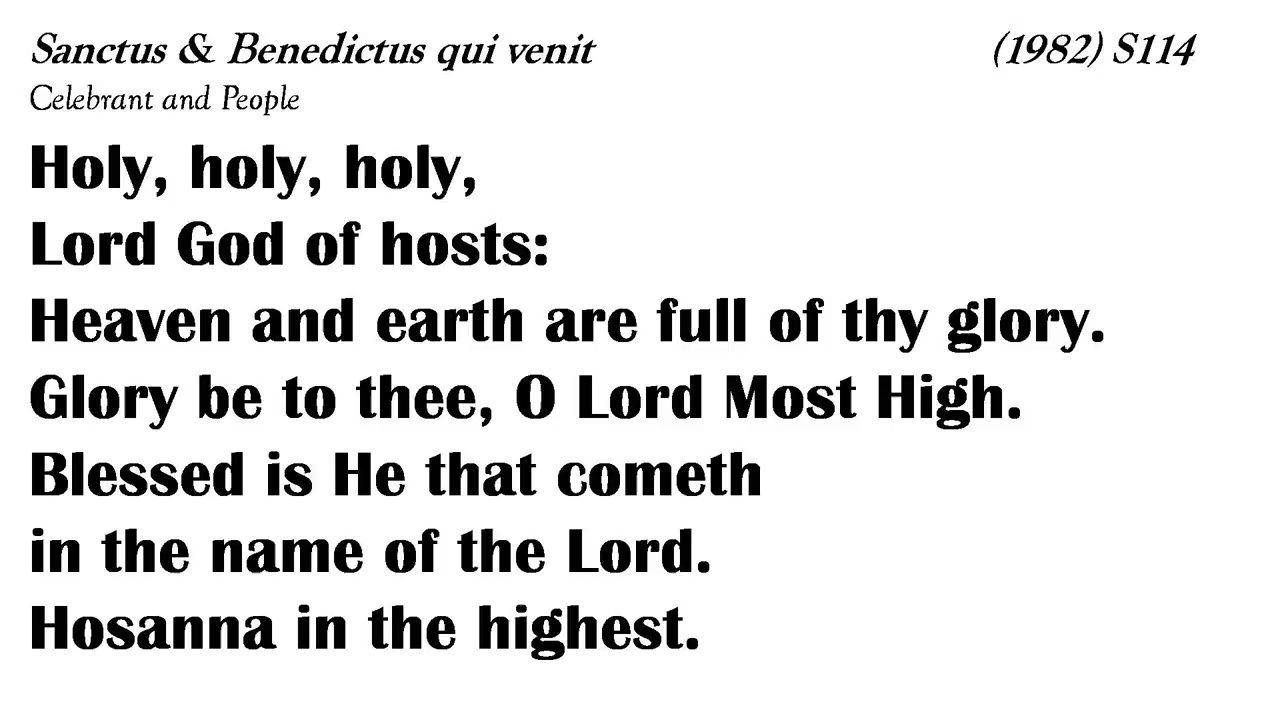 Sanctus & Benedictus qui venit (1982) S114
Celebrant and People
Holy, holy, holy,
Lord God of hosts:
Heaven and earth are full of thy glory.
Glory be to thee, O Lord Most High.
Blessed is He that cometh
in the name of the Lord.
Hosanna in the highest.